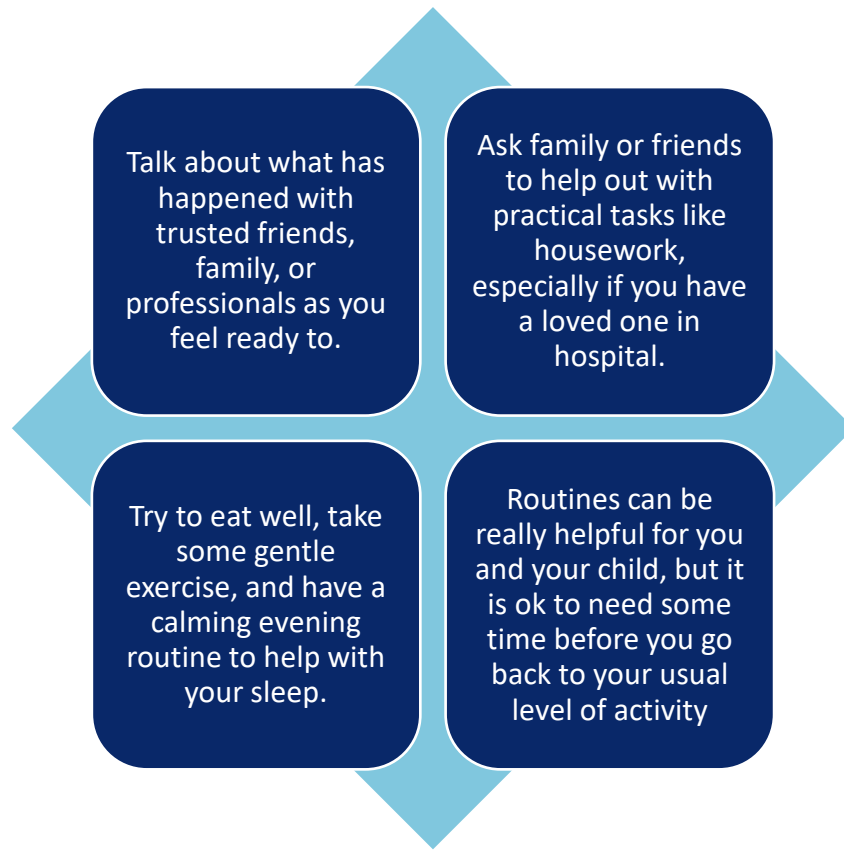 Talk about what has
happened with
trusted friends,
family, or
professionals as you
feel ready to.
Ask family or friends
to help out with
practical tasks like
housework,
especially if you have
a loved one in
hospital.
Try to eat well, take
some gentle
exercise, and have a
calming evening
routine to help with
your sleep.
Routines can be
really helpful for you
and your child, but it
is ok to need some
time before you go
back to your usual
level of activity